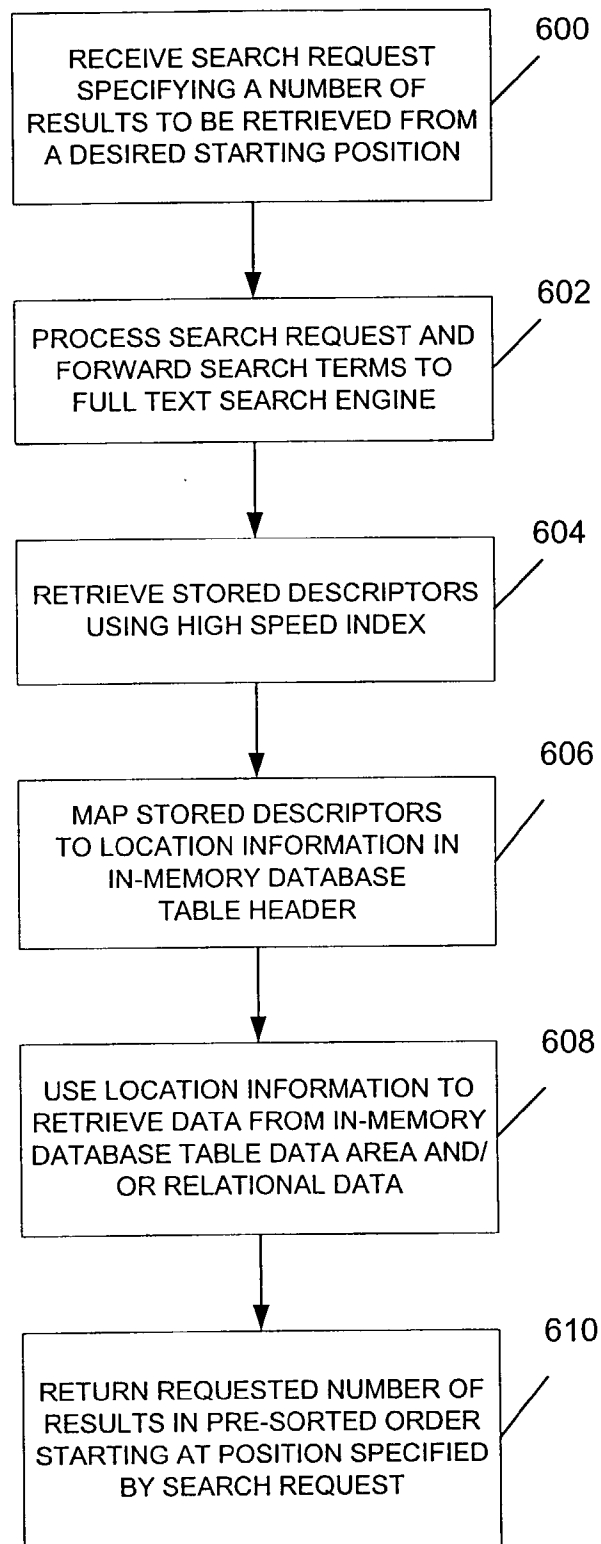 600
RECEIVE SEARCH REQUEST
SPECIFYING A NUMBER OF
RESULTS TO BE RETRIEVED FROM
A DESIRED STARTING POSITION
602
PROCESS SEARCH REQUEST AND
FORWARD SEARCH TERMS TO
FULL TEXT SEARCH ENGINE
604
RETRIEVE STORED DESCRIPTORS
USING HIGH SPEED INDEX
606
MAP STORED DESCRIPTORS
TO LOCATION INFORMATION IN
IN-MEMORY DATABASE
TABLE HEADER
608
USE LOCATION INFORMATION TO
RETRIEVE DATA FROM IN-MEMORY
DATABASE TABLE DATA AREA AND/
OR RELATIONAL DATA
610
RETURN REQUESTED NUMBER OF
RESULTS IN PRE-SORTED ORDER
STARTING AT POSITION SPECIFIED
BY SEARCH REQUEST